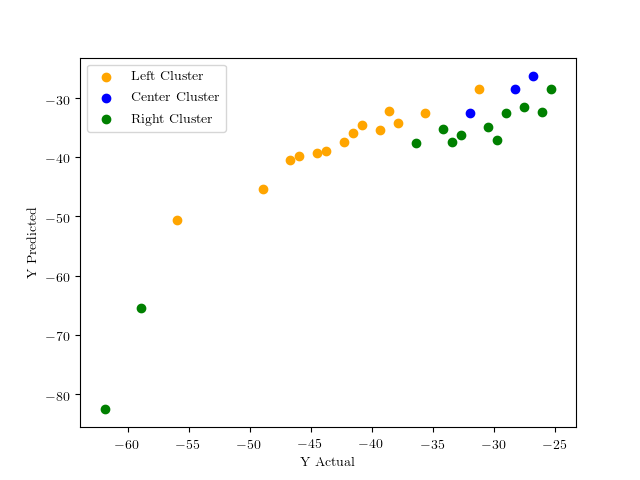 Left Cluster
Center Cluster
Right Cluster
−30
−40
−50
−60
−70
−80
Y Predicted
−60
−55
−50
−45
−40
−35
−30
−25
Y Actual